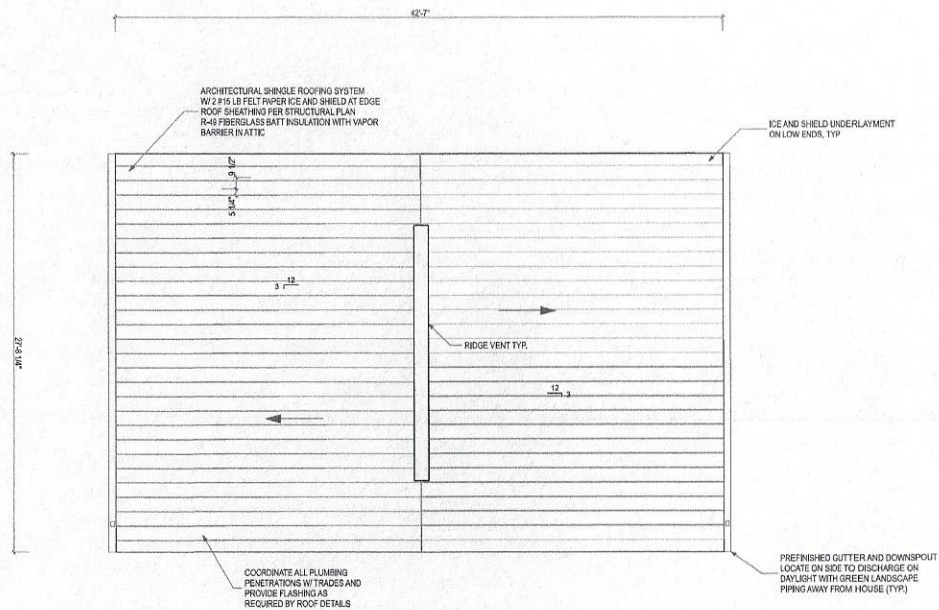 42'-7"
ARCHITECTURAL SHINGLE ROOFING SYSTEM
W/ 2 #15 LB FELT PAPER ICE AND SHIELD AT EDGE
ROOF SHEATHING PER STRUCTURAL PLAN
R-49 FIBERGLASS BATT INSULATION WITH VAPOR
BARRIER IN ATTIC
ICE AND SHIELD UNDERLAYMENT
ON LOW ENDS, TYP
9 1/2"
5 1/4"
12
3
27'-8 1/4"
RIDGE VENT TYP.
12
3
COORDINATE ALL PLUMBING
PENETRATIONS W/ TRADES AND
PROVIDE FLASHING AS
REQUIRED BY ROOF DETAILS
PREFINISHED GUTTER AND DOWNSPOUT
LOCATE ON SIDE TO DISCHARGE ON
DAYLIGHT WITH GREEN LANDSCAPE
PIPING AWAY FROM HOUSE (TYP.)